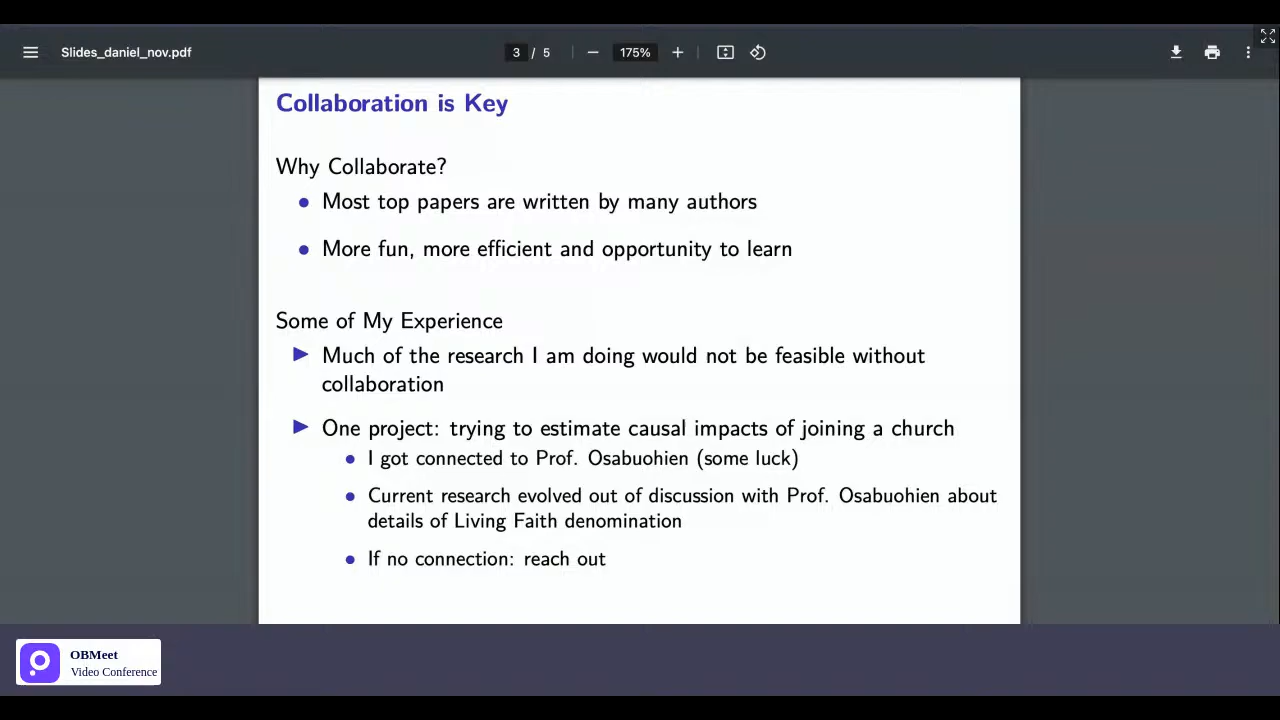 Slides_daniel_nov.pdf
3 / 5
175%
Collaboration is Key
Why Collaborate?
Most top papers are written by many authors
More fun, more efficient and opportunity to learn
Some of My Experience
Much of the research I am doing would not be feasible without
collaboration
One project: trying to estimate causal impacts of joining a church
I got connected to Prof. Osabuohien (some luck)
Current research evolved out of discussion with Prof. Osabuohien about
details of Living Faith denomination
If no connection: reach out
OBMeet
Video Conference